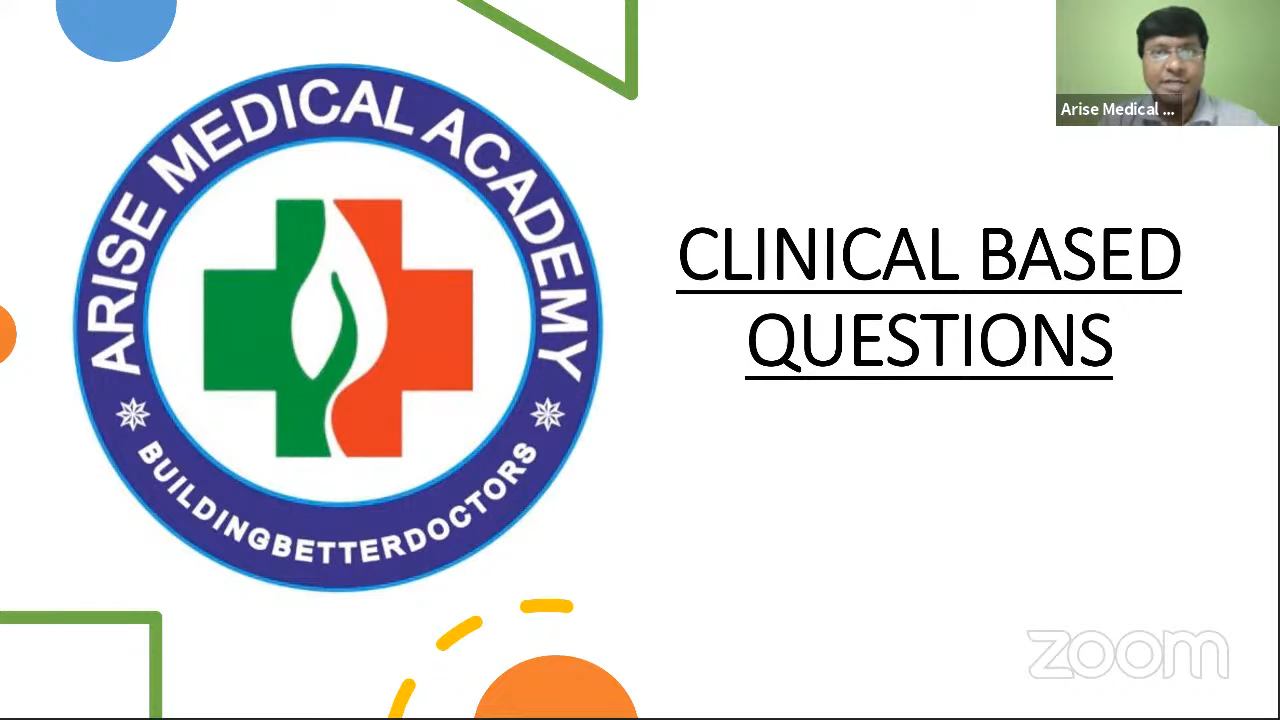 ARISE MEDICAL ACADEMY
BUILDINGBETTERDOCTORS
Arise Medical ...
CLINICAL BASED
QUESTIONS
zoom